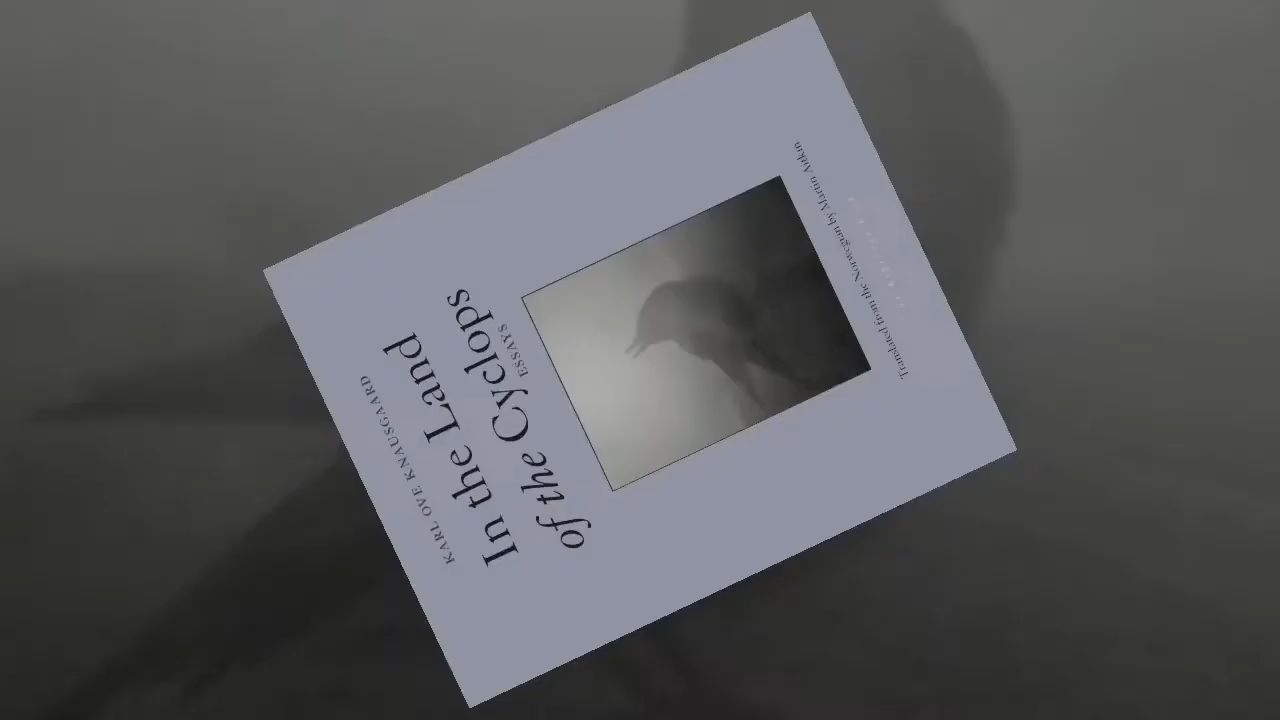 KARL OVE KNAUSGAARD
In the Land
of the Cyclops
ESSAYS
Translated from the Norwegian by Martin Aitken